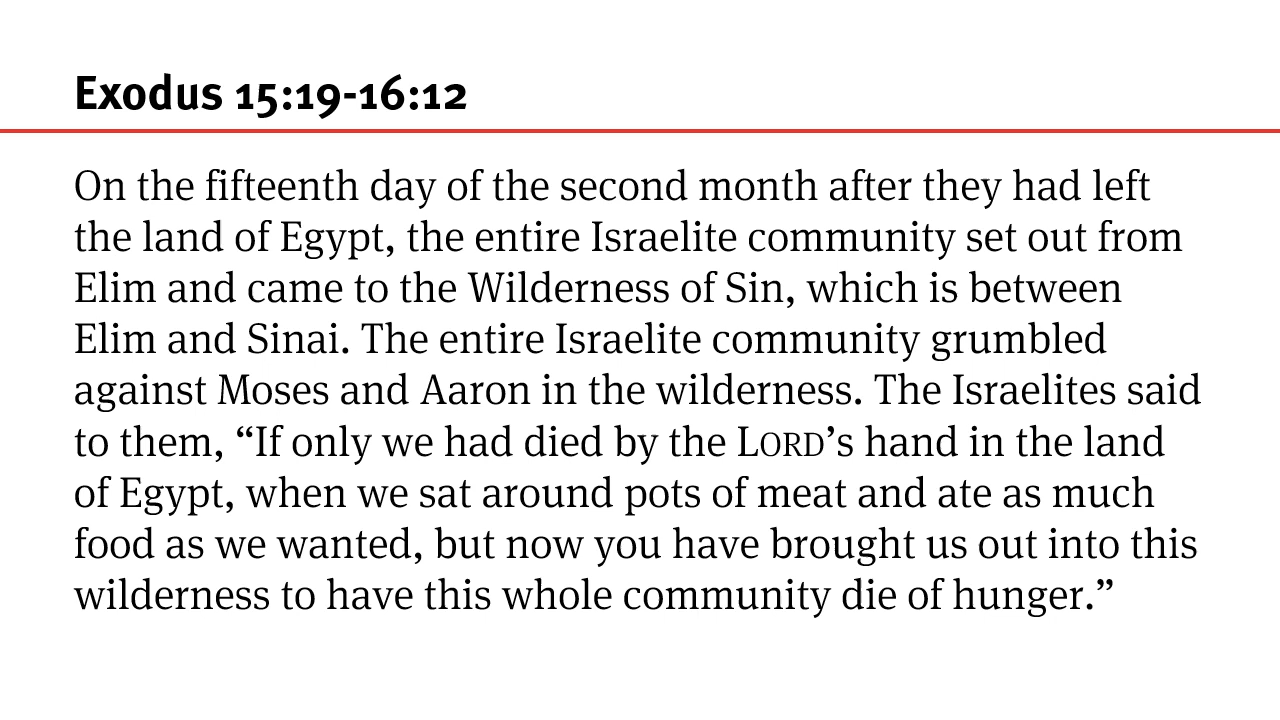 Exodus 15:19-16:12
On the fifteenth day of the second month after they had left
the land of Egypt, the entire Israelite community set out from
Elim and came to the Wilderness of Sin, which is between
Elim and Sinai. The entire Israelite community grumbled
against Moses and Aaron in the wilderness. The Israelites said
to them, “If only we had died by the LORD’s hand in the land
of Egypt, when we sat around pots of meat and ate as much
food as we wanted, but now you have brought us out into this
wilderness to have this whole community die of hunger.”